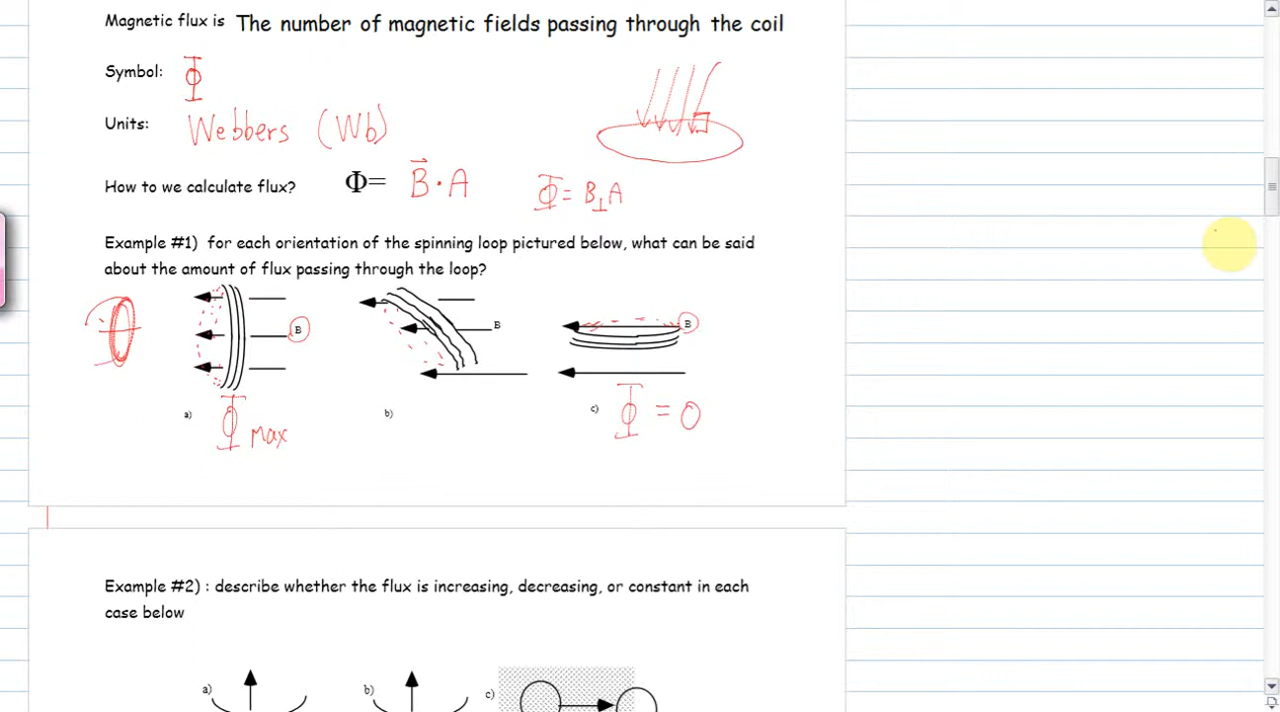 Magnetic flux is The number of magnetic fields passing through the coil
Symbol: Φ
Units: Webbers (Wb)
How to we calculate flux? Φ= B⃗ · A Φ = B⊥A
Example #1) for each orientation of the spinning loop pictured below, what can be said
about the amount of flux passing through the loop?
B
B
B
a) Φ max
b)
c) Φ = 0
Example #2) : describe whether the flux is increasing, decreasing, or constant in each
case below
a)
b)
c)